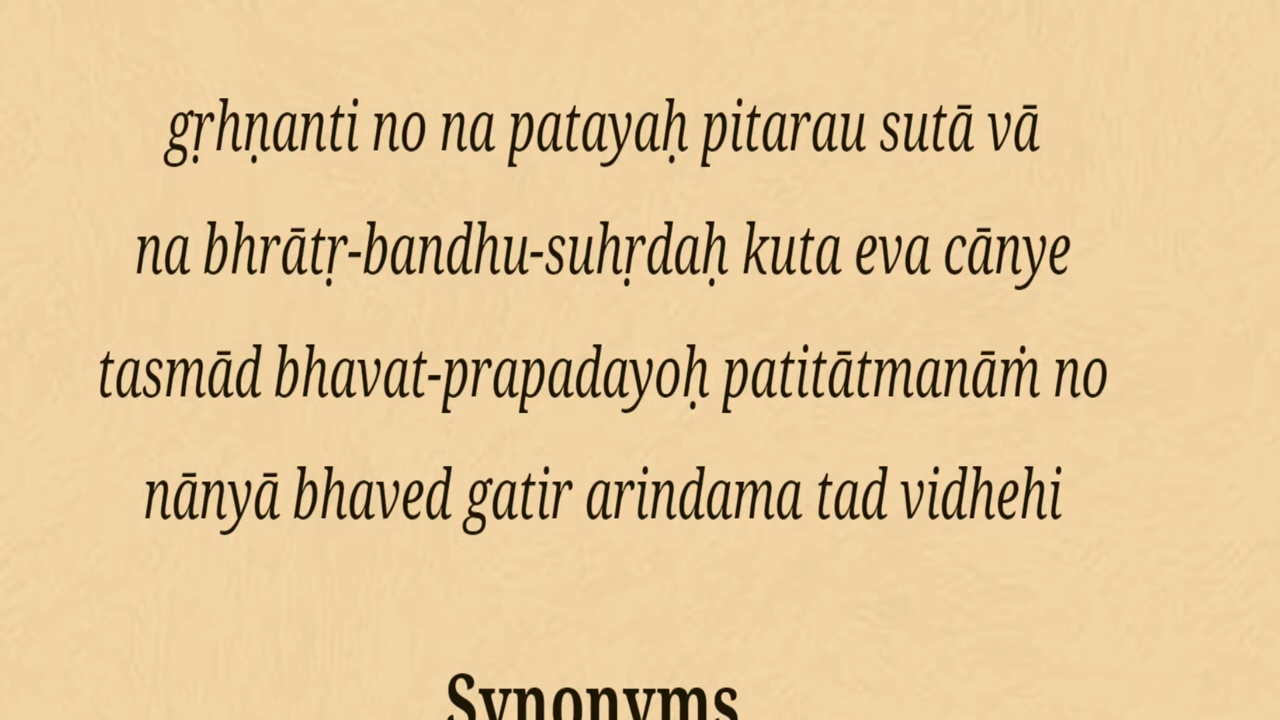 gṛhṇanti no na patayaḥ pitarau sutā vā
na bhrātṛ-bandhu-suhṛdaḥ kuta eva cānye
tasmād bhavat-prapadayoḥ patitātmanāṁ no
nānyā bhaved gatir arindama tad vidhehi
Synonyms